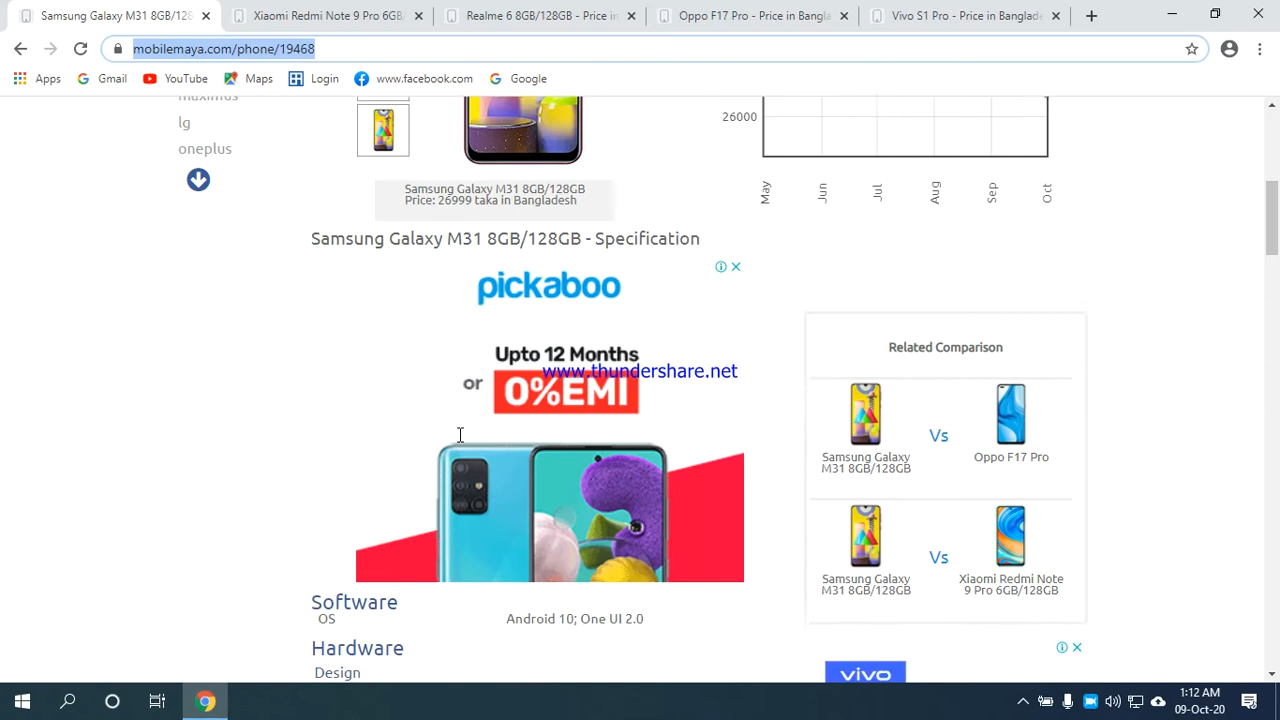 Samsung Galaxy M31 8GB/128
Xiaomi Redmi Note 9 Pro 6GB/
Realme 6 8GB/128GB - Price in
Oppo F17 Pro - Price in Bangla
Vivo S1 Pro - Price in Banglade
mobilemaya.com/phone/19468
Apps
Gmail
YouTube
Maps
Login
www.facebook.com
Google
maximus
lg
oneplus
26000
May
Jun
Jul
Aug
Sep
Oct
Samsung Galaxy M31 8GB/128GB
Price: 26999 taka in Bangladesh
Samsung Galaxy M31 8GB/128GB - Specification
pickaboo
Upto 12 Months
www.thundershare.net
or 0%EMI
Related Comparison
Vs
Samsung Galaxy
M31 8GB/128GB
Oppo F17 Pro
Vs
Samsung Galaxy
M31 8GB/128GB
Xiaomi Redmi Note
9 Pro 6GB/128GB
Software
OS
Android 10; One UI 2.0
Hardware
Design
vivo
1:12 AM
09-Oct-20